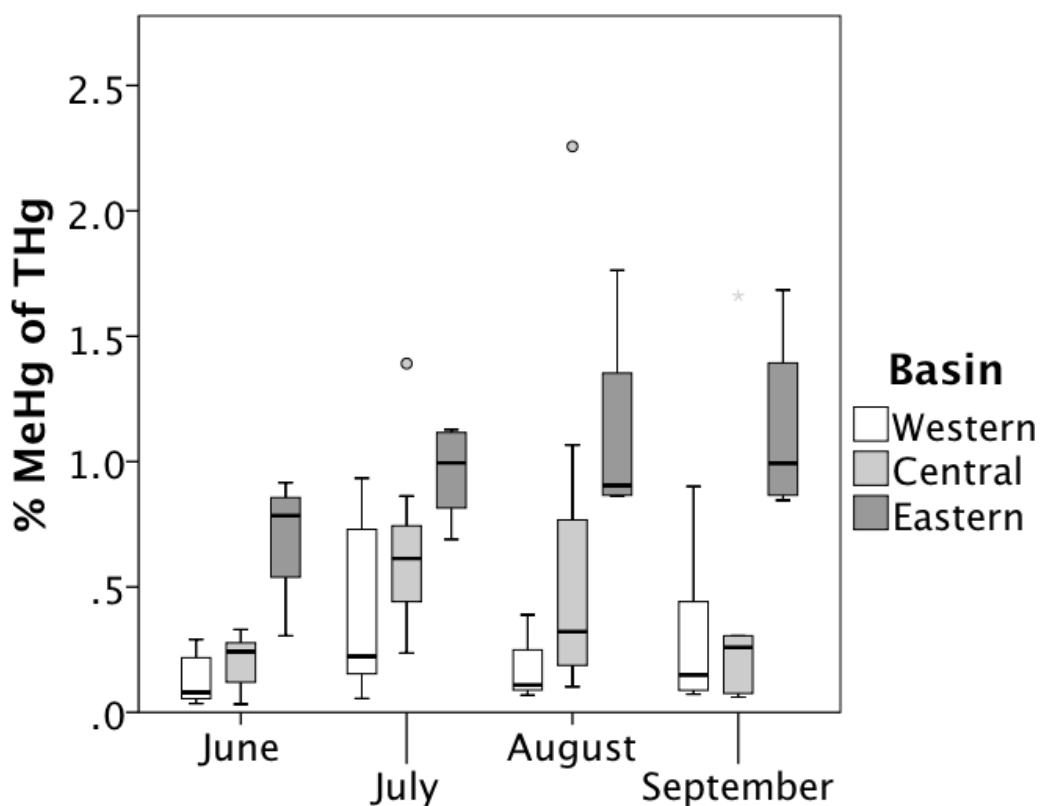 % MeHg of THg
2.5
2.0
1.5
1.0
.5
.0
June
July
August
September
Basin
Western
Central
Eastern